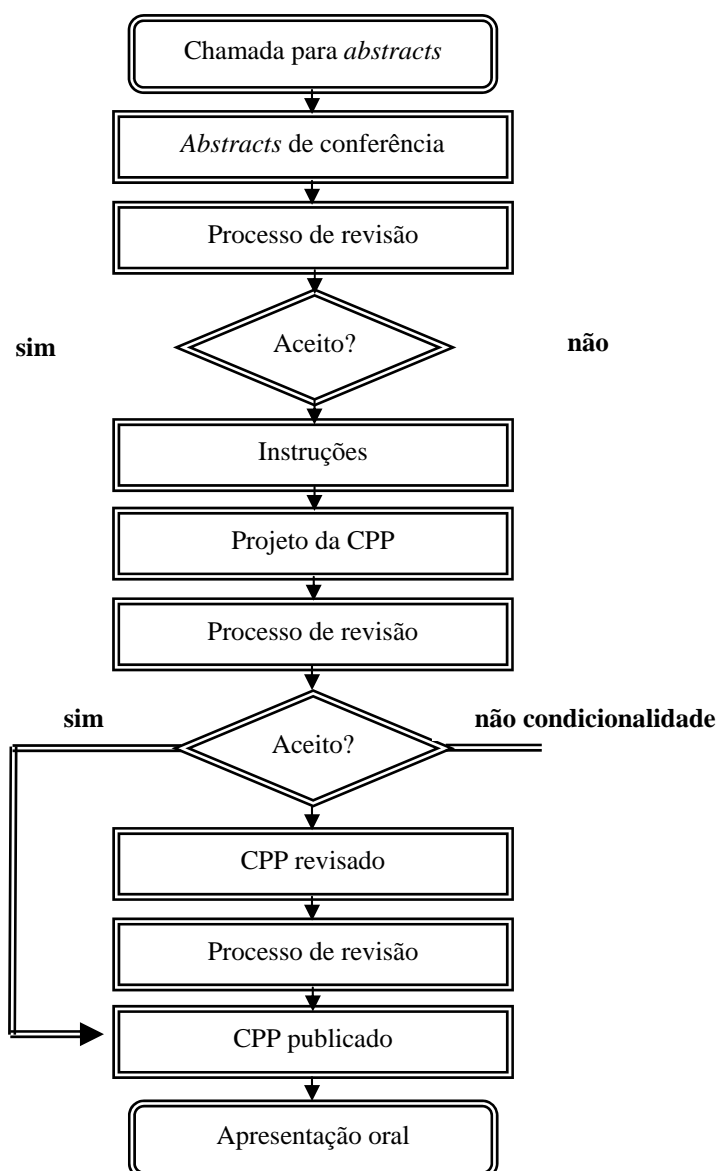 Chamada para abstracts
Abstracts de conferência
Processo de revisão
sim
Aceito?
não
Instruções
Projeto da CPP
Processo de revisão
sim
não condicionalidade
Aceito?
CPP revisado
Processo de revisão
CPP publicado
Apresentação oral